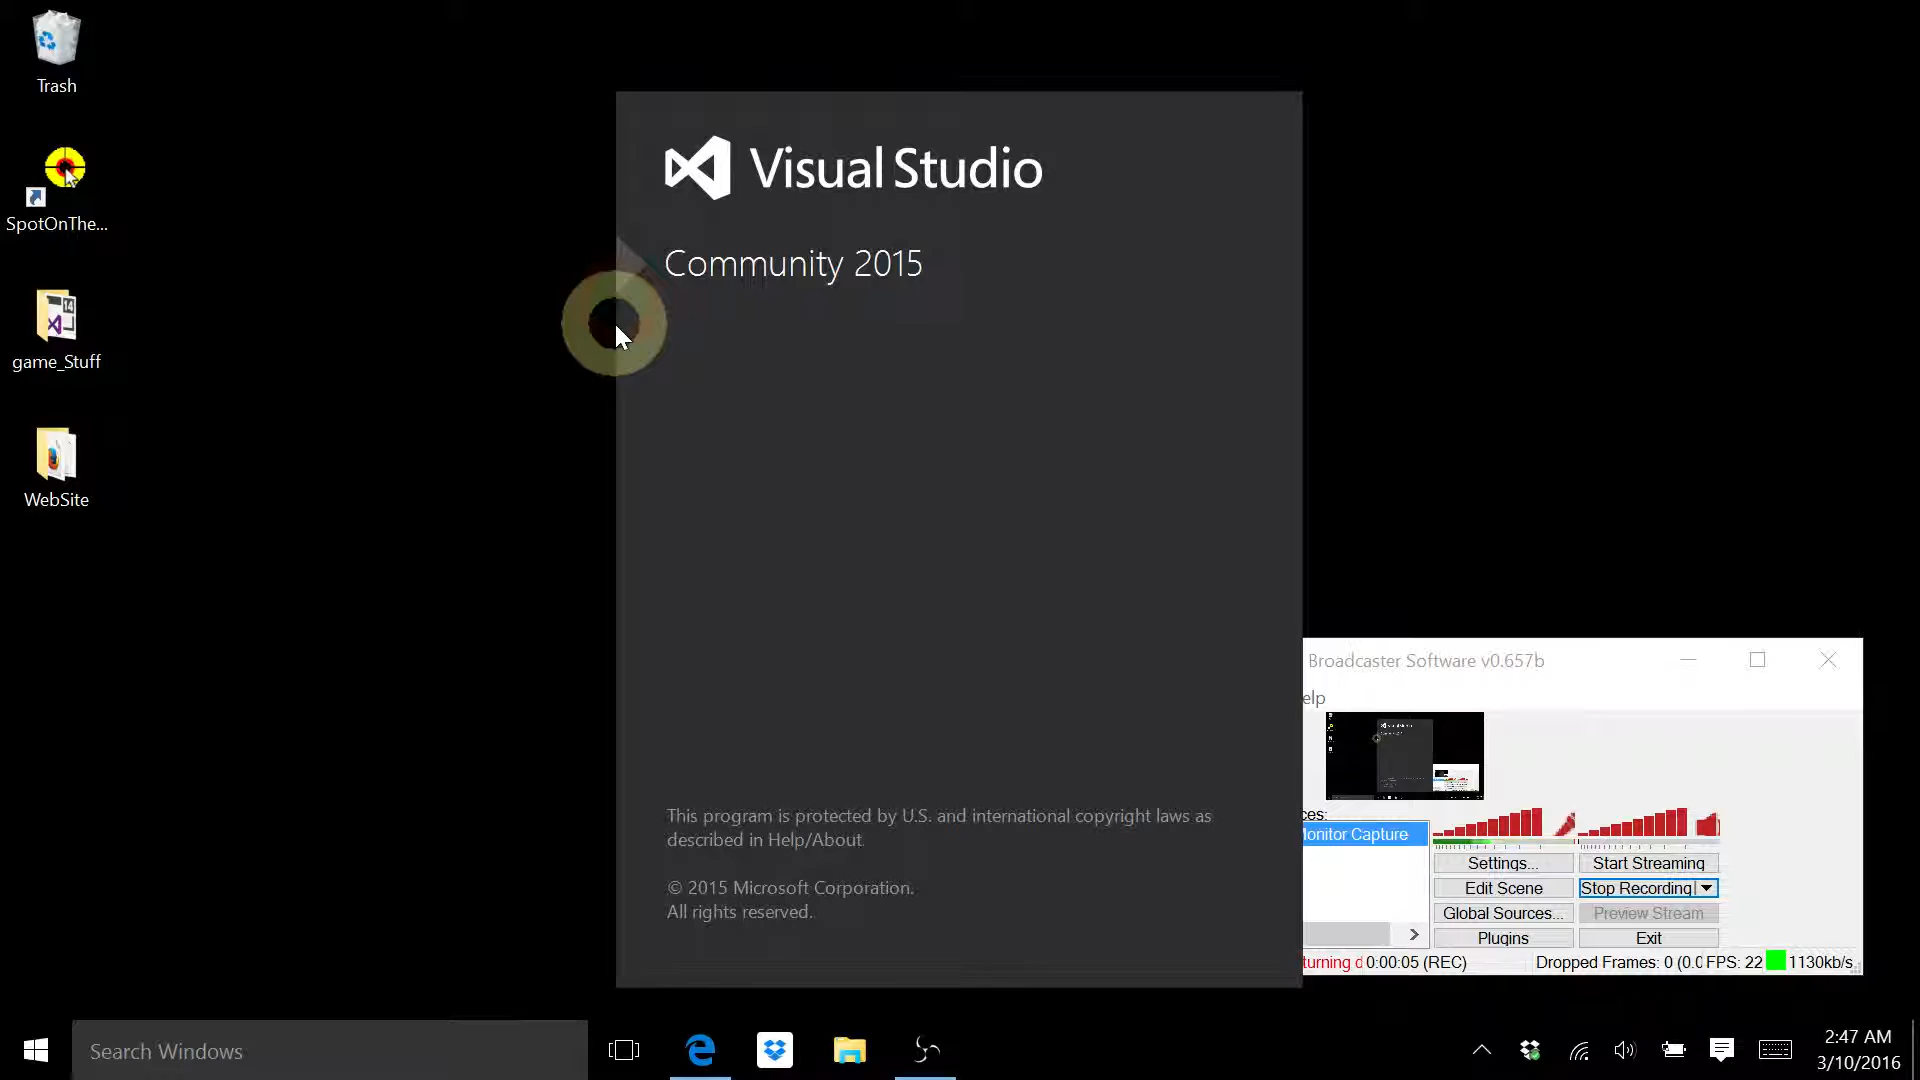 Trash
SpotOnThe...
game_Stuff
WebSite
Visual Studio
Community 2015
This program is protected by U.S. and international copyright laws as
described in Help/About.
© 2015 Microsoft Corporation.
All rights reserved.
Broadcaster Software v0.657b
elp
ces:
Monitor Capture
Settings...
Start Streaming
Edit Scene
Stop Recording
Global Sources...
Preview Stream
Plugins
Exit
turning d 0:00:05 (REC)
Dropped Frames: 0 (0.0 FPS: 22 1130kb/s
Search Windows
2:47 AM
3/10/2016